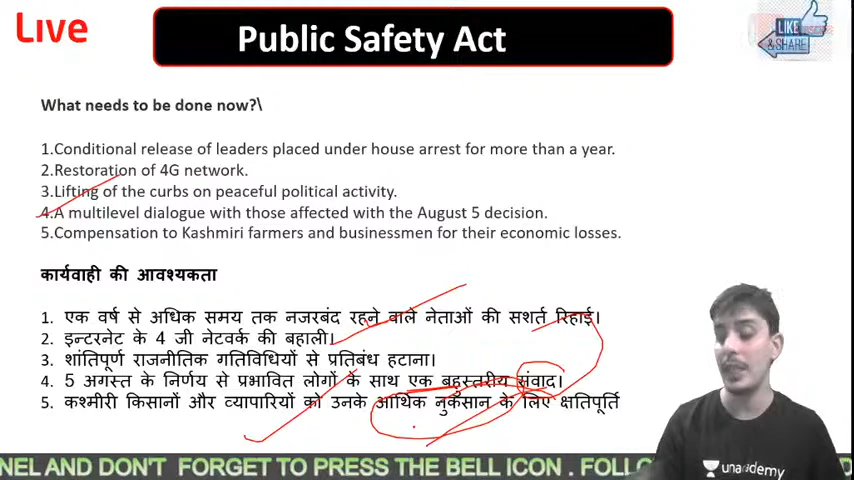 Live
Public Safety Act
LIKE
& SHARE
What needs to be done now?\
1.Conditional release of leaders placed under house arrest for more than a year.
2.Restoration of 4G network.
3.Lifting of the curbs on peaceful political activity.
4.A multilevel dialogue with those affected with the August 5 decision.
5.Compensation to Kashmiri farmers and businessmen for their economic losses.
कार्यवाही की आवश्यकता
1. एक वर्ष से अधिक समय तक नजरबंद रहने वाले नेताओं की सशर्त रिहाई।
2. इन्टरनेट के 4 जी नेटवर्क की बहाली।
3. शांतिपूर्ण राजनीतिक गतिविधियों से प्रतिबंध हटाना।
4. 5 अगस्त के निर्णय से प्रभावित लोगों के साथ एक बहुस्तरीय संवाद।
5. कश्मीरी किसानों और व्यापारियों को उनके आर्थिक नुकसान के लिए क्षतिपूर्ति
unacademy
NEL AND DON'T FORGET TO PRESS THE BELL ICON . FOLL